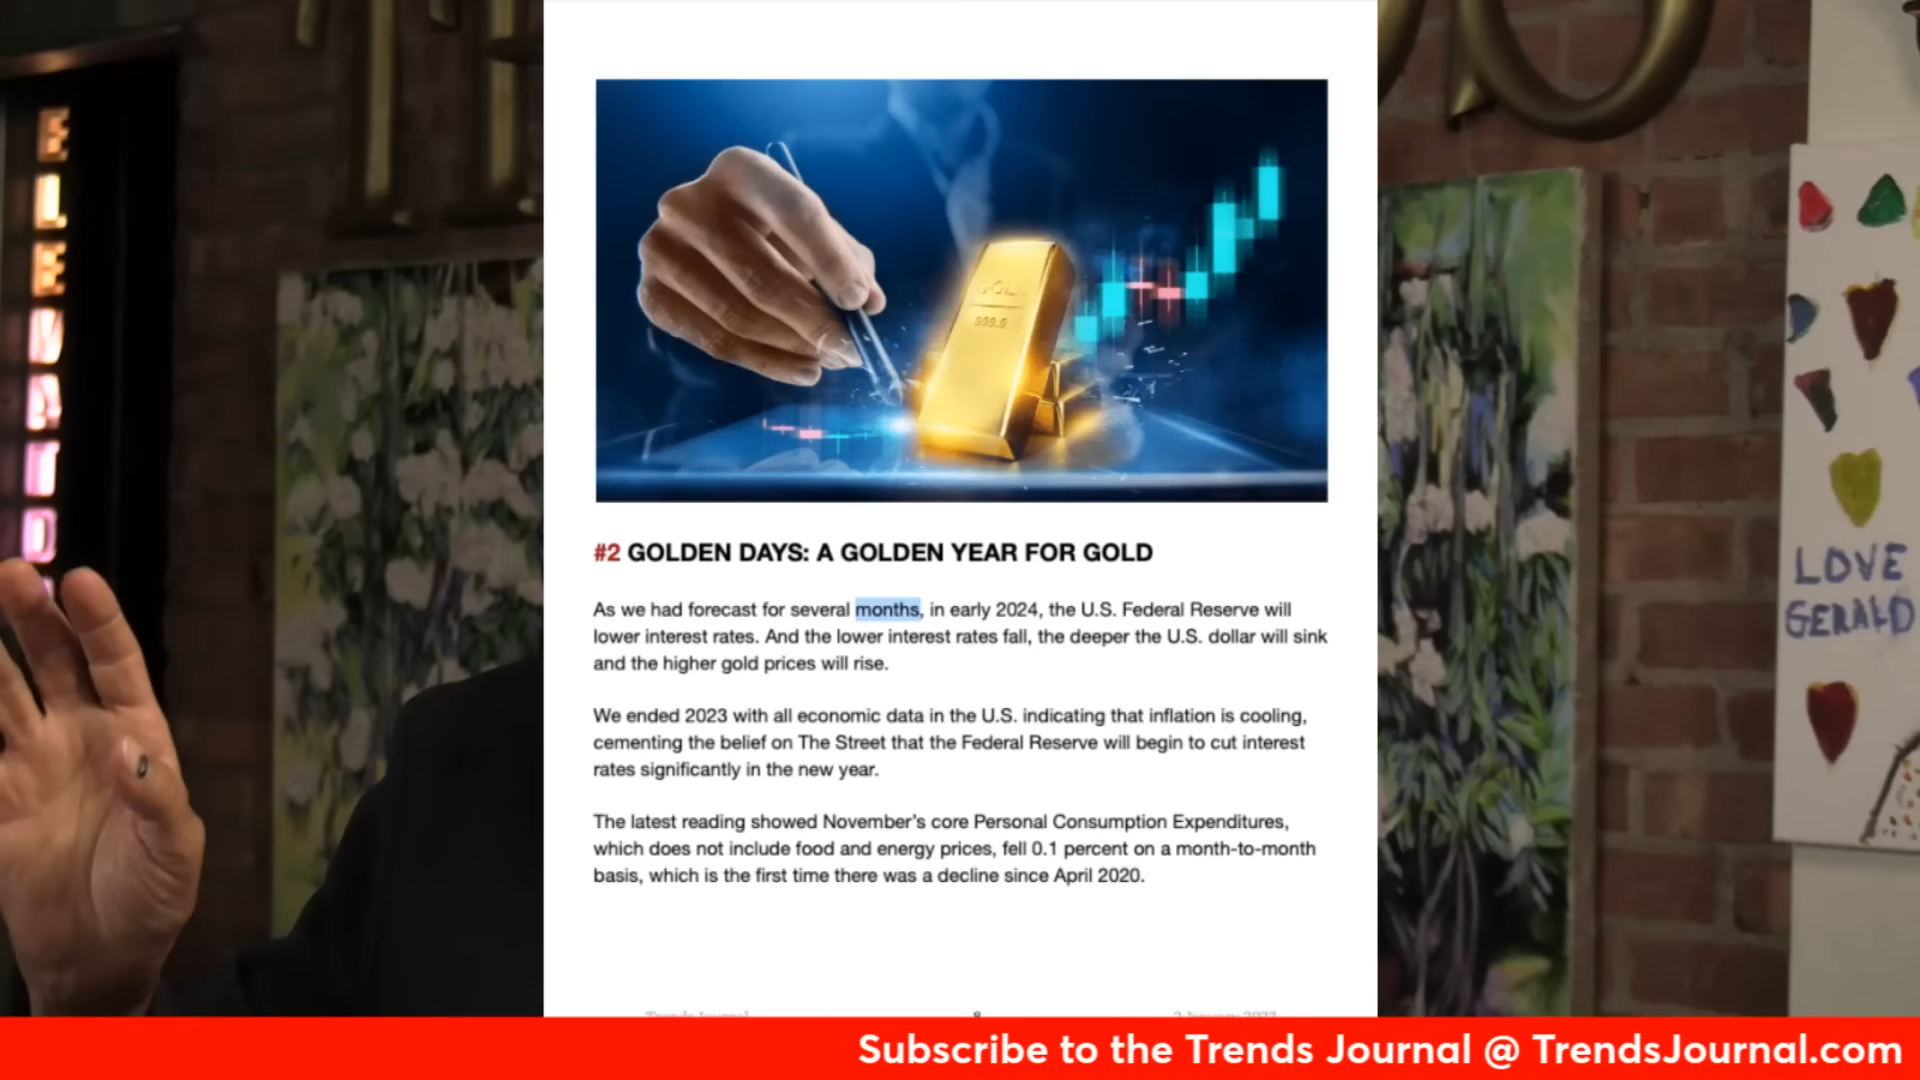 ELEVATO
GOLD
999.9
#2 GOLDEN DAYS: A GOLDEN YEAR FOR GOLD
As we had forecast for several months, in early 2024, the U.S. Federal Reserve will
lower interest rates. And the lower interest rates fall, the deeper the U.S. dollar will sink
and the higher gold prices will rise.
We ended 2023 with all economic data in the U.S. indicating that inflation is cooling,
cementing the belief on The Street that the Federal Reserve will begin to cut interest
rates significantly in the new year.
The latest reading showed November's core Personal Consumption Expenditures,
which does not include food and energy prices, fell 0.1 percent on a month-to-month
basis, which is the first time there was a decline since April 2020.
LOVE
GERALD
Subscribe to the Trends Journal @ TrendsJournal.com